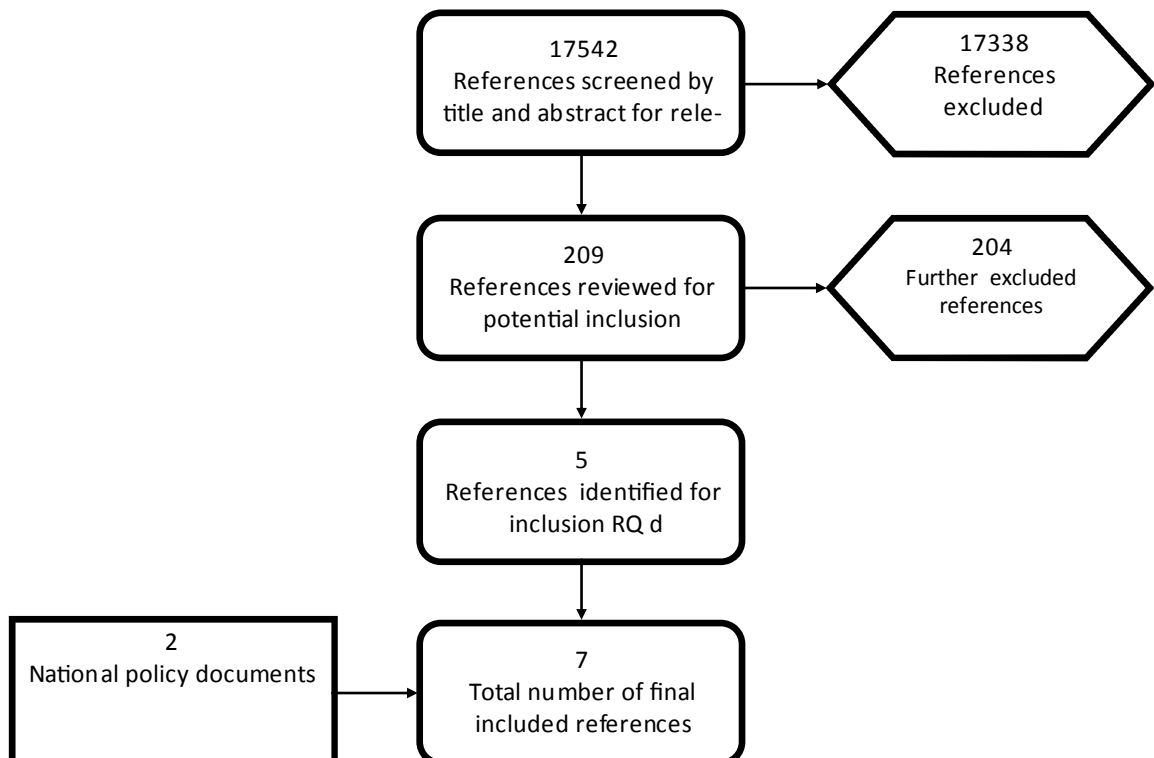 17542
References screened by
title and abstract for rele-
17338
References
excluded
209
References reviewed for
potential inclusion
204
Further excluded
references
5
References identified for
inclusion RQ d
2
National policy documents
7
Total number of final
included references